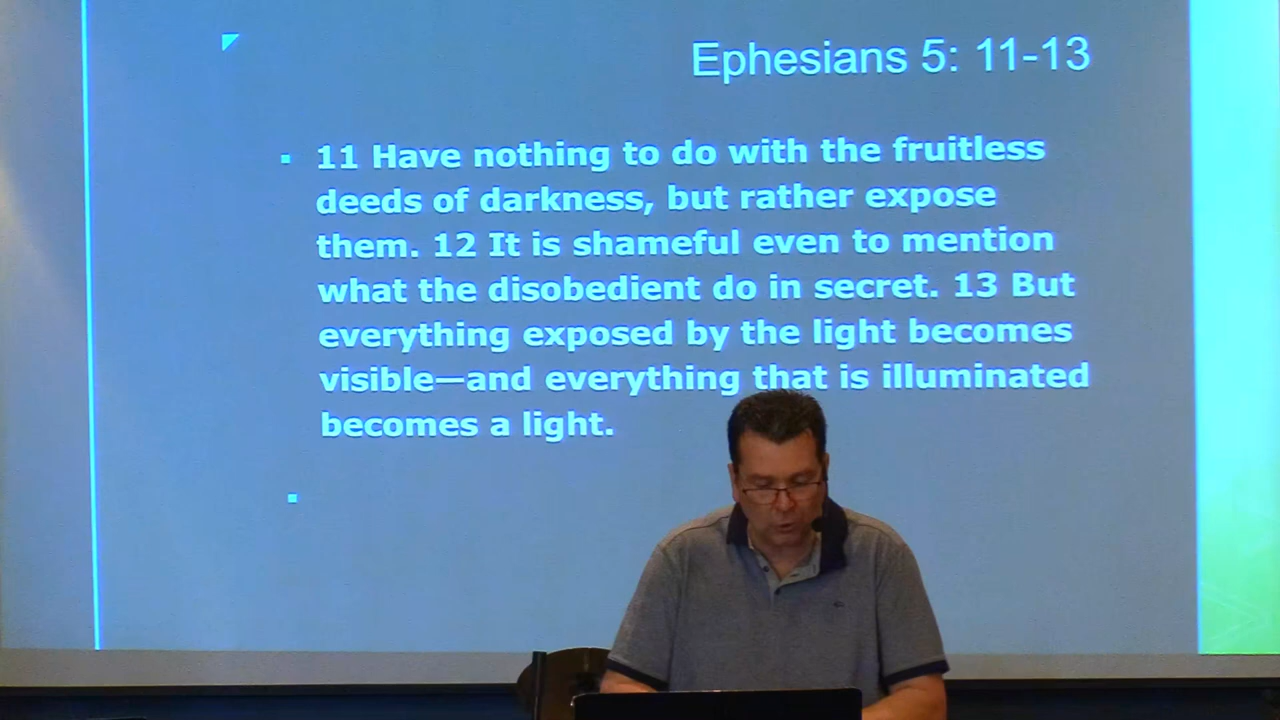 Ephesians 5: 11-13
11 Have nothing to do with the fruitless
deeds of darkness, but rather expose
them. 12 It is shameful even to mention
what the disobedient do in secret. 13 But
everything exposed by the light becomes
visible—and everything that is illuminated
becomes a light.